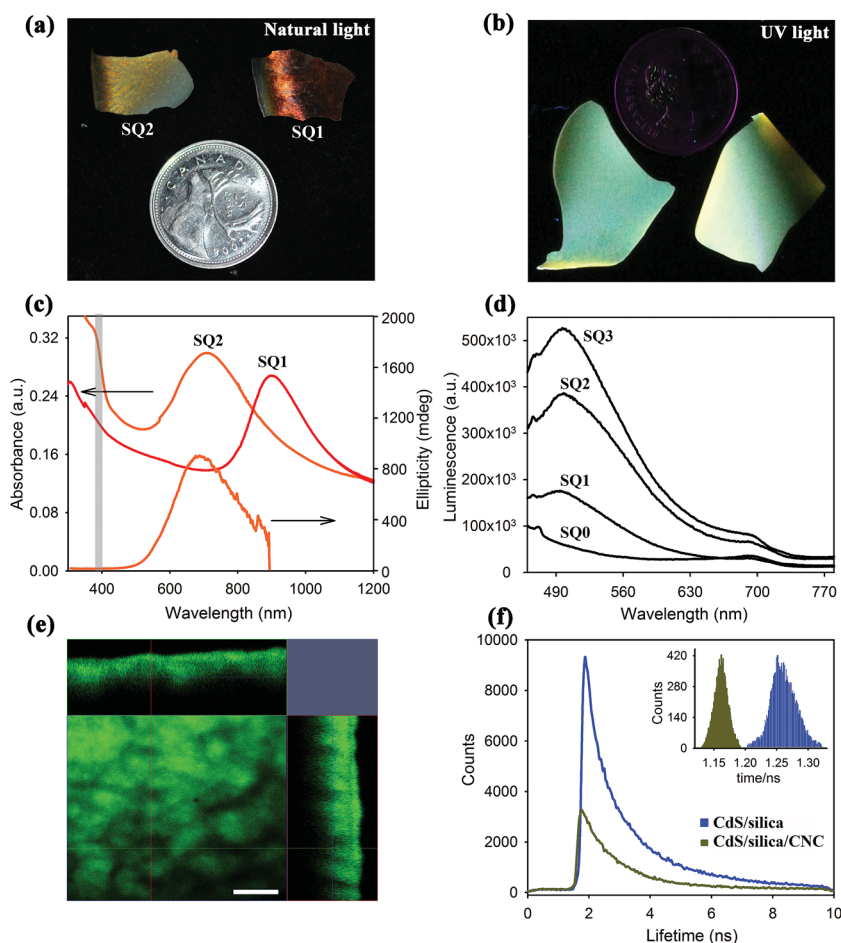 (a)
Natural light
SQ2
SQ1
CANADA
(b)
UV light
(c)
Absorbance (a.u.)
0.32
0.24
0.16
0.08
0.00
SQ2
SQ1
2000
1600
1200
800
400
0
Ellipticity (mdeg)
400 600 800 1000 1200
Wavelength (nm)
(d)
Luminescence (a.u.)
500x10³
400x10³
300x10³
200x10³
100x10³
0
SQ3
SQ2
SQ1
SQ0
490 560 630 700 770
Wavelength (nm)
(e)
(f)
Counts
10000
8000
6000
4000
2000
0
Counts
420
280
140
0
1.15 1.20 1.25 1.30
time/ns
CdS/silica
CdS/silica/CNC
0 2 4 6 8 10
Lifetime (ns)